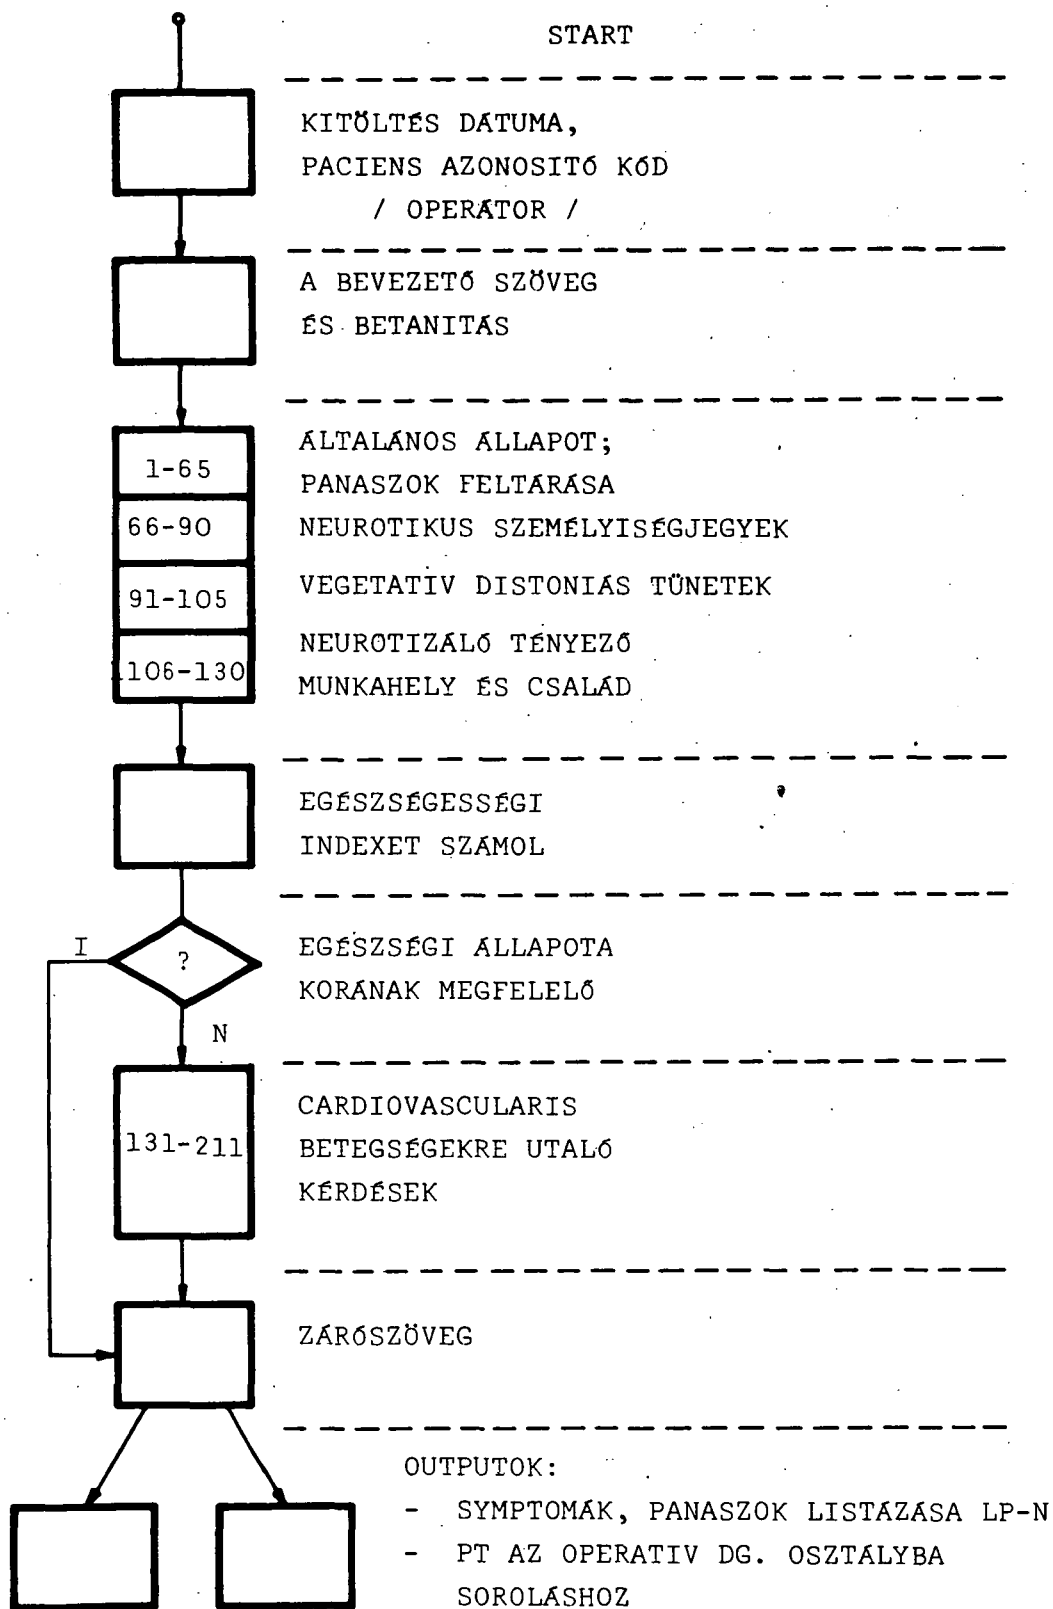 START
KITÖLTÉS DÁTUMA,
PACIENS AZONOSITÓ KÓD
/ OPERÁTOR /
A BEVEZETŐ SZÖVEG
ÉS BETANITÁS
1-65
ÁLTALÁNOS ÁLLAPOT;
PANASZOK FELTÁRÁSA
66-90
NEUROTIKUS SZEMÉLYISÉGJEGYEK
91-105
VEGETATÍV DISTONIÁS TÜNETEK
106-130
NEUROTIZÁLÓ TÉNYEZŐ
MUNKAHELY ÉS CSALÁD
EGÉSZSÉGESSÉGI
INDEXET SZÁMOL
I
?
N
EGÉSZSÉGI ÁLLAPOTA
KORÁNAK MEGFELELŐ
131-211
CARDIOVASCULARIS
BETEGSÉGEKRE UTALÓ
KÉRDÉSEK
ZÁRÓSZÖVEG
OUTPUTOK:
- SYMPTOMÁK, PANASZOK LISTÁZÁSA LP-N
- PT AZ OPERATIV DG. OSZTÁLYBA
SOROLÁSHOZ